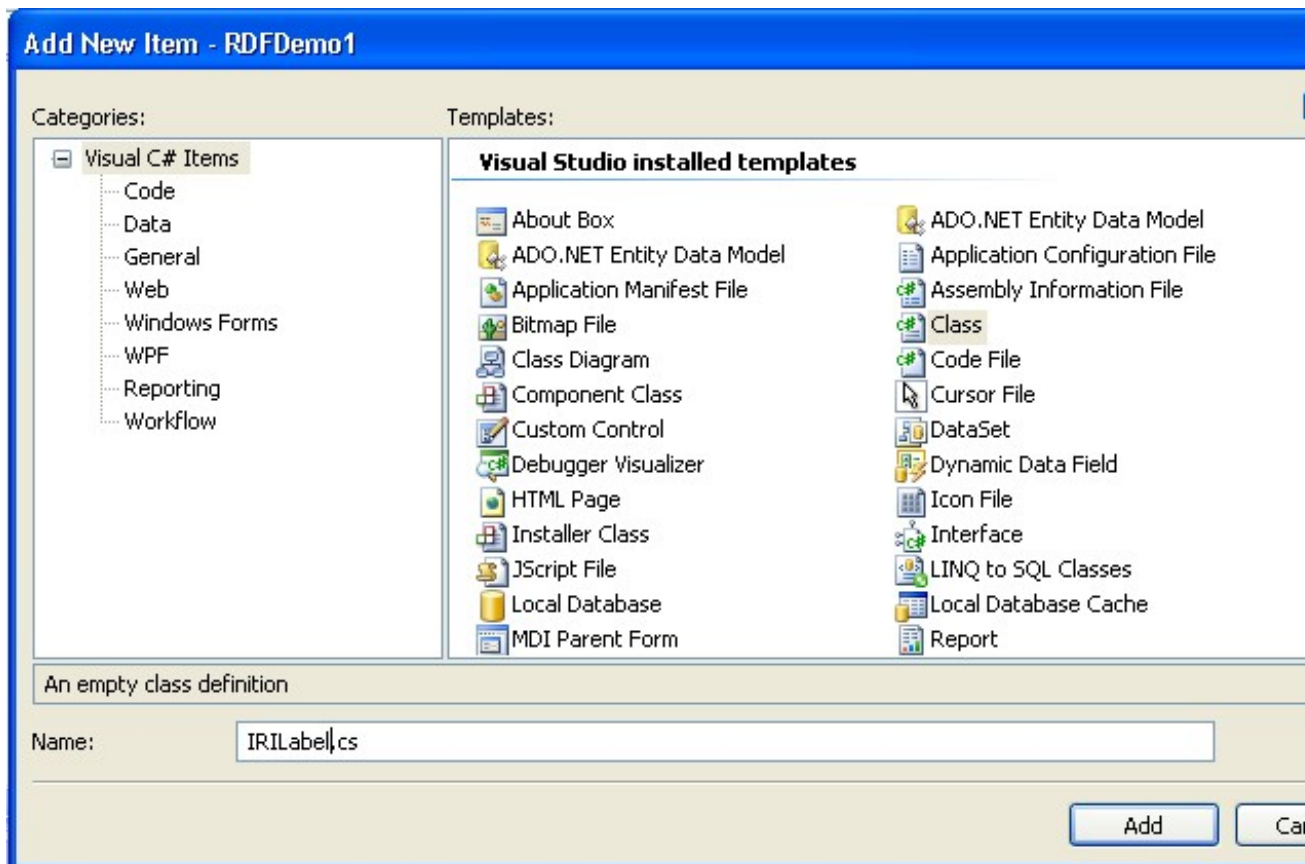 Add New Item - RDFDemo1
Categories:
Templates:
Visual C# Items
Code
Data
General
Web
Windows Forms
WPF
Reporting
Workflow
Visual Studio installed templates
About Box
ADO.NET Entity Data Model
ADO.NET Entity Data Model
Application Configuration File
Application Manifest File
Assembly Information File
Bitmap File
Class
Class Diagram
Code File
Component Class
Cursor File
Custom Control
DataSet
Debugger Visualizer
Dynamic Data Field
HTML Page
Icon File
Installer Class
Interface
JScript File
LINQ to SQL Classes
Local Database
Local Database Cache
MDI Parent Form
Report
An empty class definition
Name:
IRILabel.cs
Add